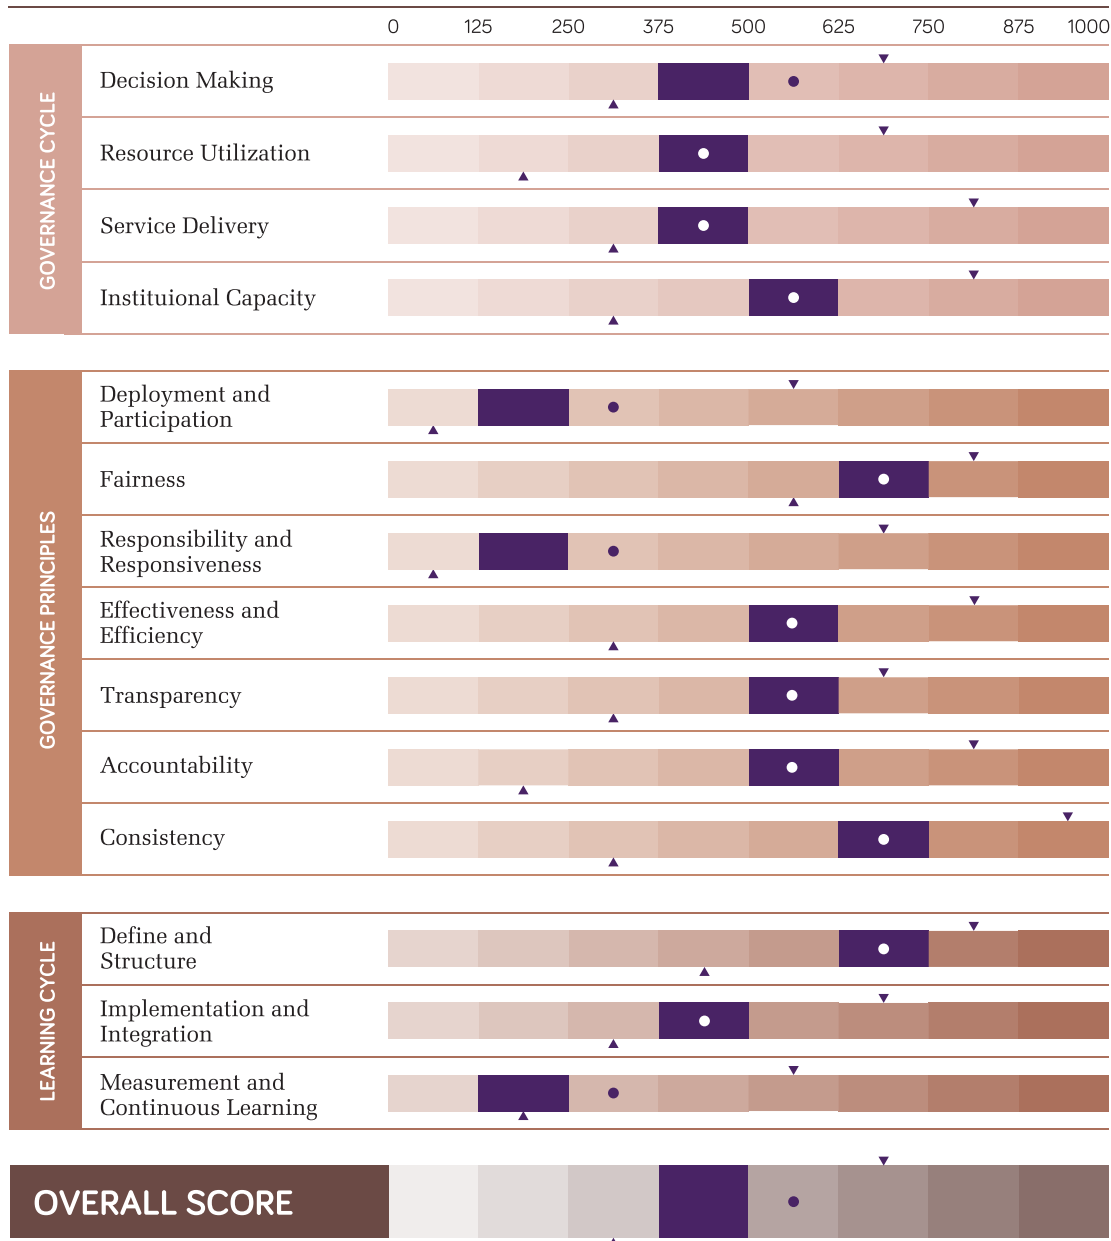 0 125 250 375 500 625 750 875 1000
GOVERNANCE CYCLE
Decision Making
Resource Utilization
Service Delivery
Instituional Capacity
GOVERNANCE PRINCIPLES
Deployment and
Participation
Fairness
Responsibility and
Responsiveness
Effectiveness and
Efficiency
Transparency
Accountability
Consistency
LEARNING CYCLE
Define and
Structure
Implementation and
Integration
Measurement and
Continuous Learning
OVERALL SCORE